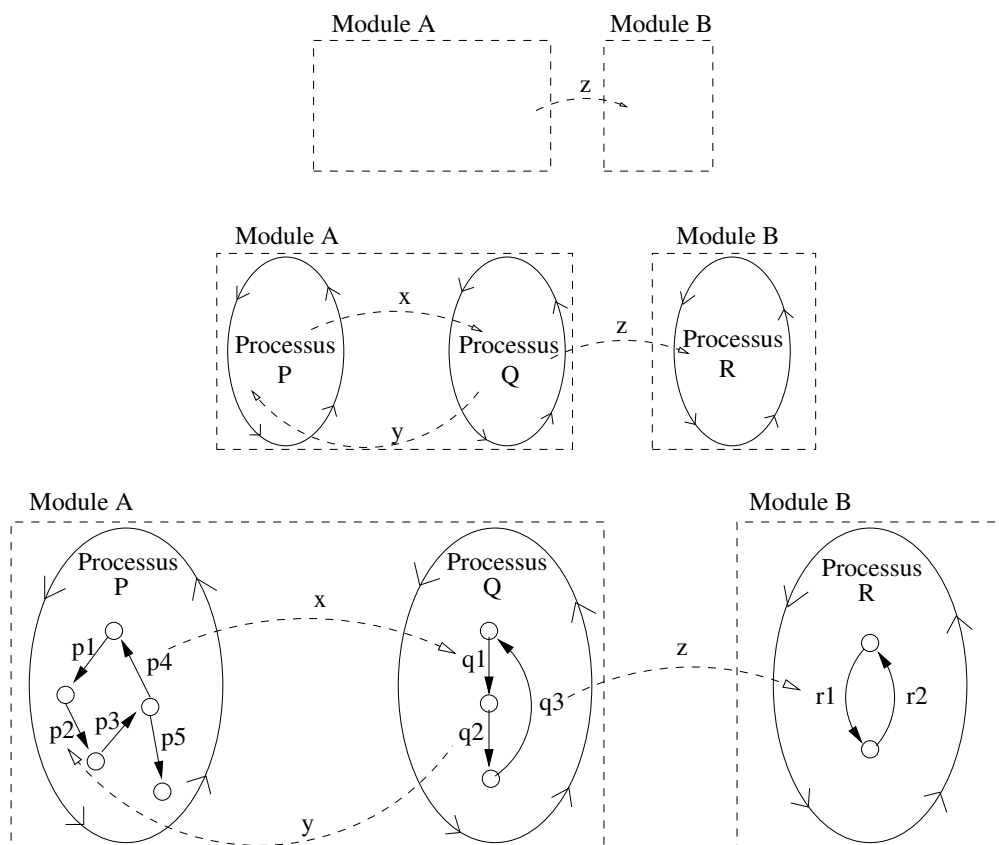 Module A
Module B
z
Module A
Module B
x
z
Processus
P
Processus
Q
Processus
R
y
Module A
Module B
Processus
P
Processus
Q
Processus
R
x
z
p1
p4
q1
r1
r2
q3
p2
p3
p5
q2
y